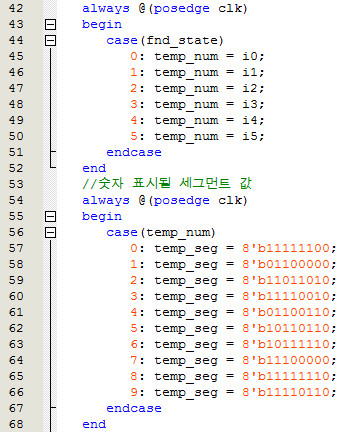 42 always @(posedge clk)
43 begin
44 case(fnd_state)
45 0: temp_num = i0;
46 1: temp_num = i1;
47 2: temp_num = i2;
48 3: temp_num = i3;
49 4: temp_num = i4;
50 5: temp_num = i5;
51 endcase
52 end
53 //숫자 표시될 세그먼트 값
54 always @(posedge clk)
55 begin
56 case(temp_num)
57 0: temp_seg = 8'b11111100;
58 1: temp_seg = 8'b01100000;
59 2: temp_seg = 8'b11011010;
60 3: temp_seg = 8'b11110010;
61 4: temp_seg = 8'b01100110;
62 5: temp_seg = 8'b10110110;
63 6: temp_seg = 8'b10111110;
64 7: temp_seg = 8'b11100000;
65 8: temp_seg = 8'b11111110;
66 9: temp_seg = 8'b11110110;
67 endcase
68 end